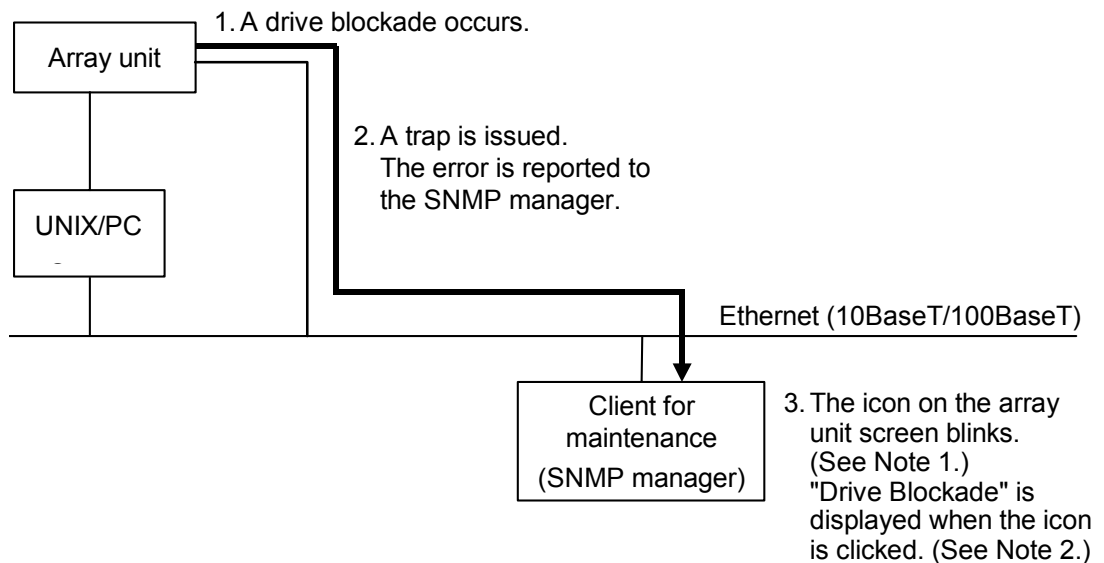 1. A drive blockade occurs.
Array unit
2. A trap is issued.
The error is reported to
the SNMP manager.
UNIX/PC
Ethernet (10BaseT/100BaseT)
Client for
maintenance
(SNMP manager)
3. The icon on the array
unit screen blinks.
(See Note 1.)
"Drive Blockade" is
displayed when the icon
is clicked. (See Note 2.)